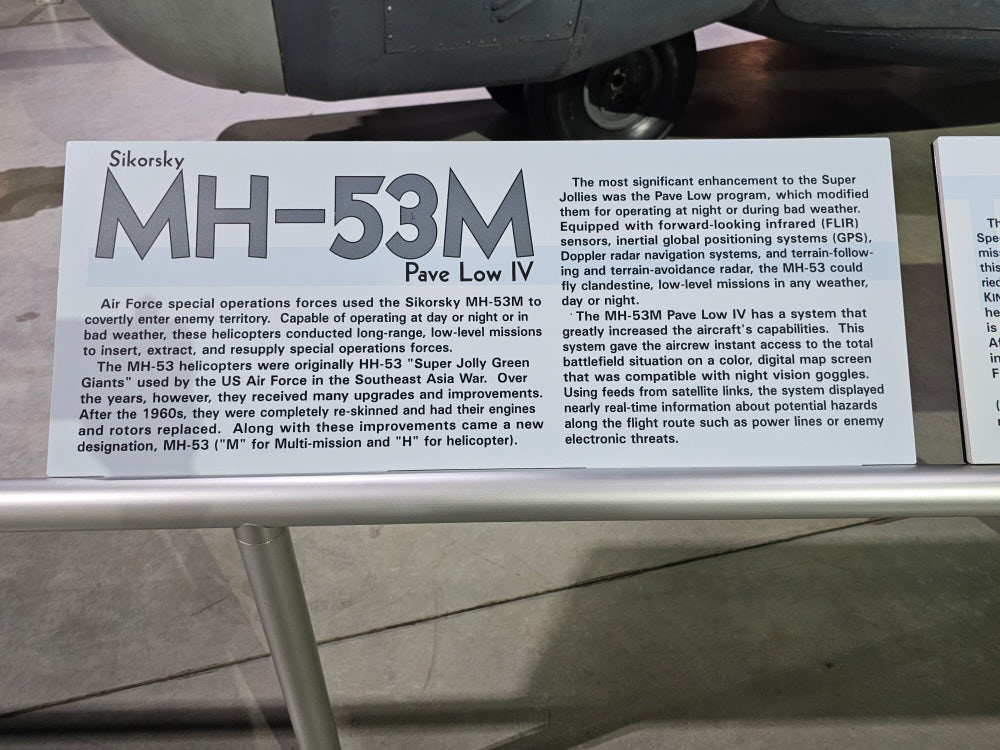 Sikorsky
MH-53M
Pave Low IV
Air Force special operations forces used the Sikorsky MH-53M to
covertly enter enemy territory. Capable of operating at day or night or in
bad weather, these helicopters conducted long-range, low-level missions
to insert, extract, and resupply special operations forces.
The MH-53 helicopters were originally HH-53 "Super Jolly Green
Giants" used by the US Air Force in the Southeast Asia War. Over
the years, however, they received many upgrades and improvements.
After the 1960s, they were completely re-skinned and had their engines
and rotors replaced. Along with these improvements came a new
designation, MH-53 ("M" for Multi-mission and "H" for helicopter).
The most significant enhancement to the Super
Jollies was the Pave Low program, which modified
them for operating at night or during bad weather.
Equipped with forward-looking infrared (FLIR)
sensors, inertial global positioning systems (GPS),
Doppler radar navigation systems, and terrain-follow-
ing and terrain-avoidance radar, the MH-53 could
fly clandestine, low-level missions in any weather,
day or night.
The MH-53M Pave Low IV has a system that
greatly increased the aircraft's capabilities. This
system gave the aircrew instant access to the total
battlefield situation on a color, digital map screen
that was compatible with night vision goggles.
Using feeds from satellite links, the system displayed
nearly real-time information about potential hazards
along the flight route such as power lines or enemy
electronic threats.